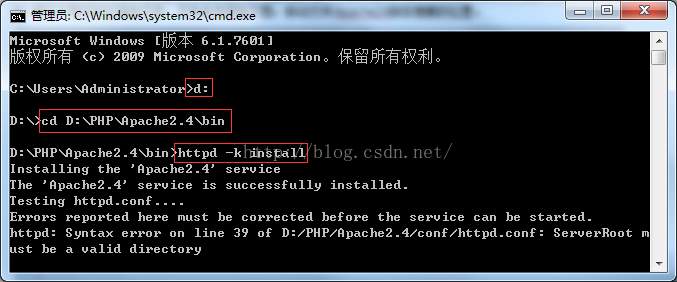 管理员: C:\Windows\system32\cmd.exe
Microsoft Windows [版本 6.1.7601]
版权所有 (c) 2009 Microsoft Corporation。保留所有权利。
C:\Users\Administrator>d:
D:\>cd D:\PHP\Apache2.4\bin
D:\PHP\Apache2.4\bin>httpd -k install
http://blog.csdn.net/
Installing the 'Apache2.4' service
The 'Apache2.4' service is successfully installed.
Testing httpd.conf....
Errors reported here must be corrected before the service can be started.
httpd: Syntax error on line 39 of D:/PHP/Apache2.4/conf/httpd.conf: ServerRoot m
ust be a valid directory